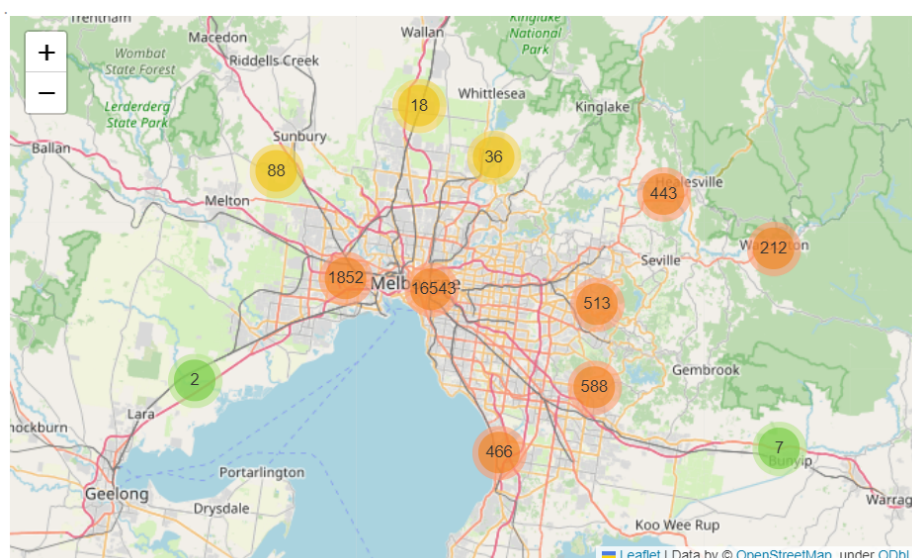 Trentham
Macedon
Wallan
Kinglake
National
Park
+
Wombat
State Forest
Riddells Creek
−
Whittlesea
Kinglake
18
Lerderderg
State Park
Sunbury
Ballan
36
88
Melton
443
Healesville
212
Seville
1852
16543
513
2
588
Gembrook
Lara
466
7
Bunyip
Portarlington
Geelong
Drysdale
Koo Wee Rup
Leaflet | Data by © OpenStreetMap, under ODbL